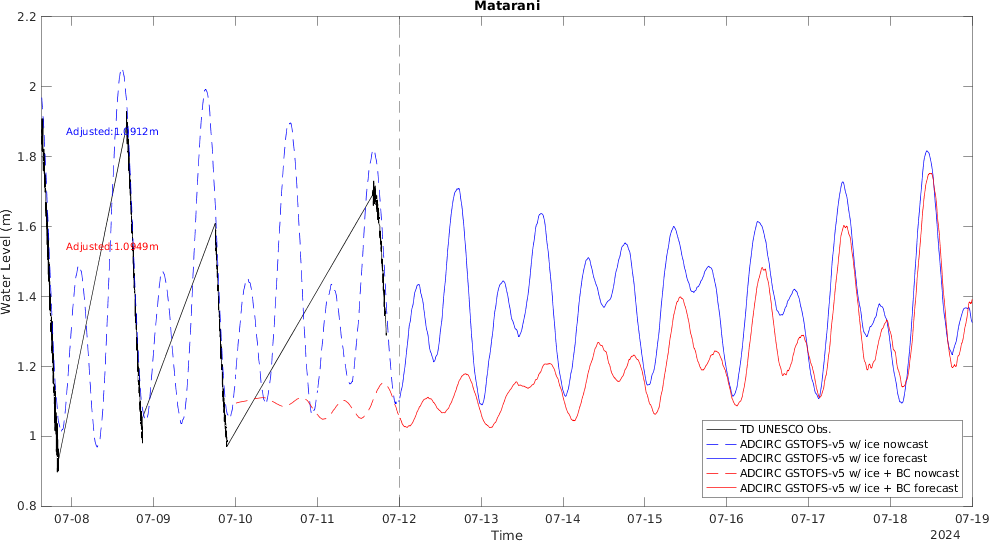 Matarani
2.2
2
1.8
1.6
1.4
1.2
1
0.8
Water Level (m)
Adjusted:1.0912m
Adjusted:1.0949m
TD UNESCO Obs.
ADCIRC GSTOFS-v5 w/ ice nowcast
ADCIRC GSTOFS-v5 w/ ice forecast
ADCIRC GSTOFS-v5 w/ ice + BC nowcast
ADCIRC GSTOFS-v5 w/ ice + BC forecast
07-08 07-09 07-10 07-11 07-12 07-13 07-14 07-15 07-16 07-17 07-18 07-19
Time
2024